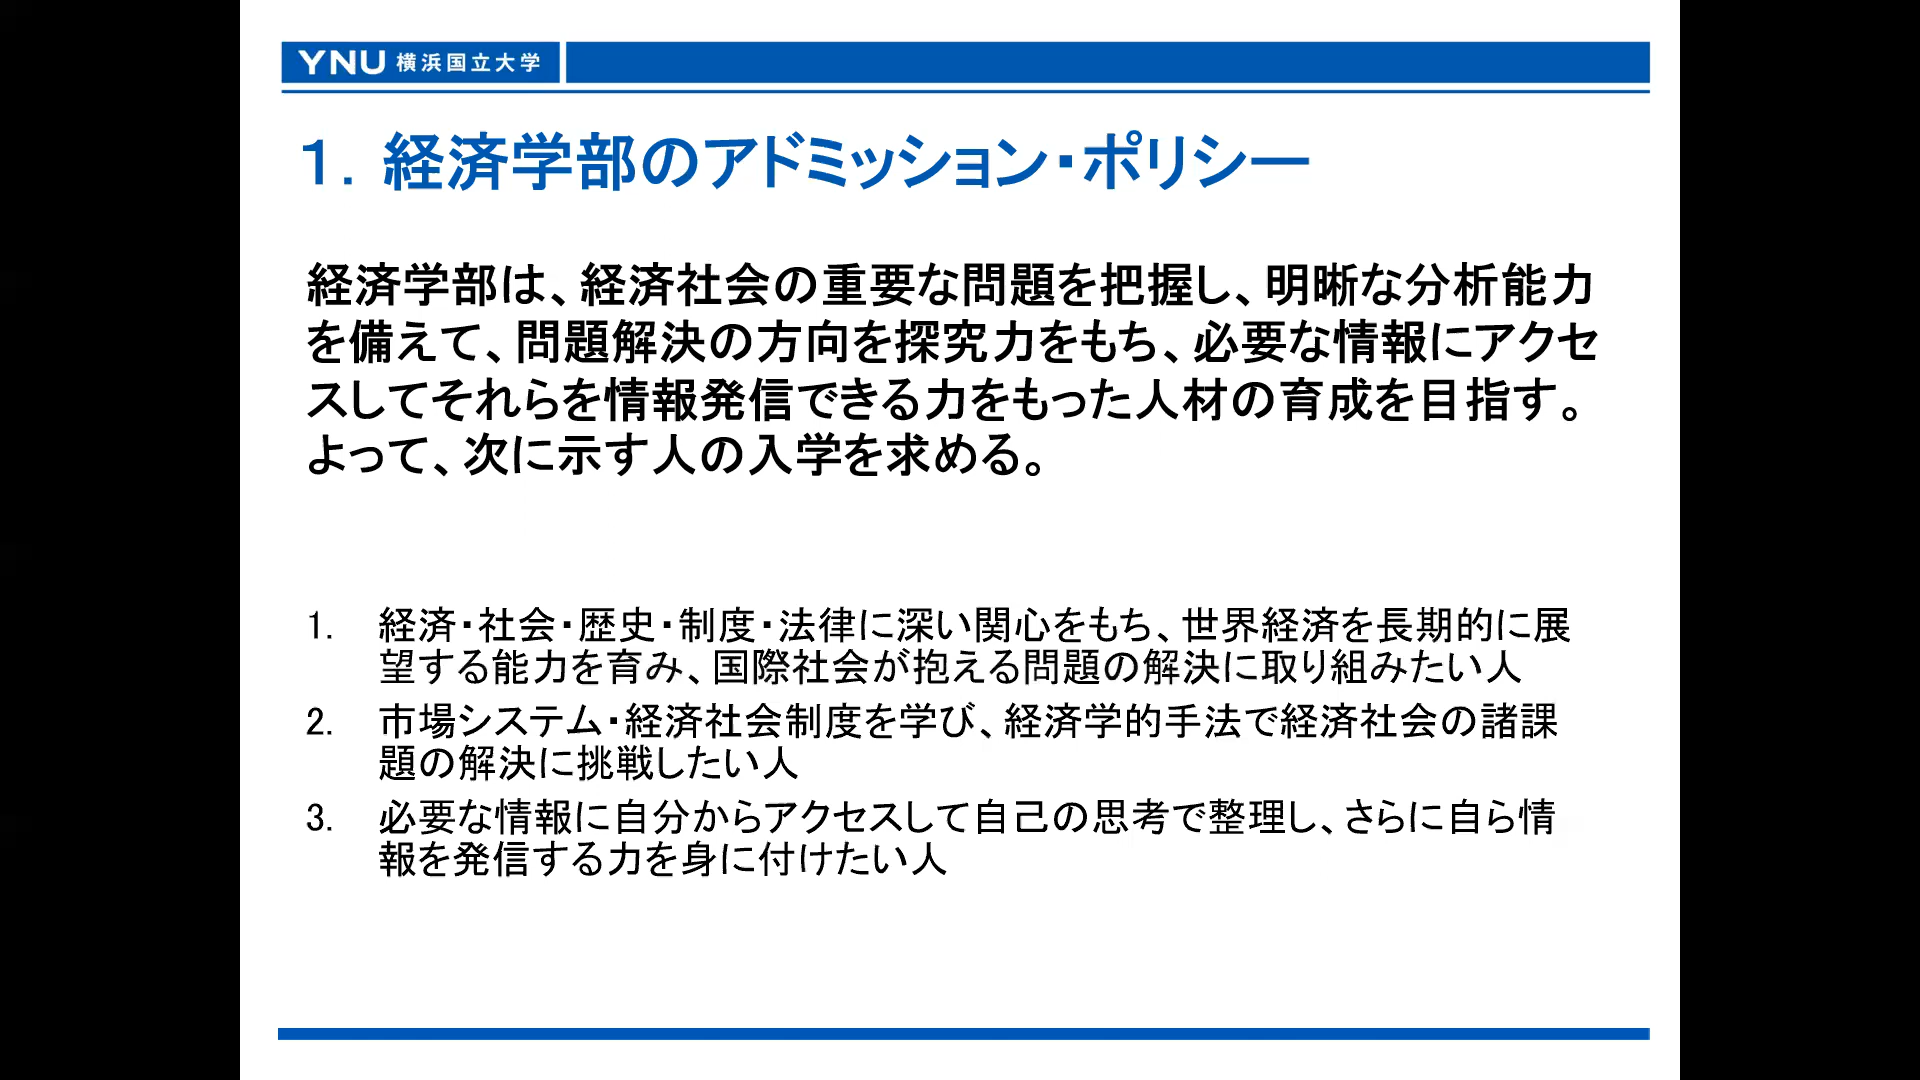 YNU 横浜国立大学
1．経済学部のアドミッション・ポリシー
経済学部は、経済社会の重要な問題を把握し、明晰な分析能力
を備えて、問題解決の方向を探究力をもち、必要な情報にアクセ
スしてそれらを情報発信できる力をもった人材の育成を目指す。
よって、次に示す人の入学を求める。
1. 経済・社会・歴史・制度・法律に深い関心をもち、世界経済を長期的に展
望する能力を育み、国際社会が抱える問題の解決に取り組みたい人
2. 市場システム・経済社会制度を学び、経済学的手法で経済社会の諸課
題の解決に挑戦したい人
3. 必要な情報に自分からアクセスして自己の思考で整理し、さらに自ら情
報を発信する力を身に付けたい人